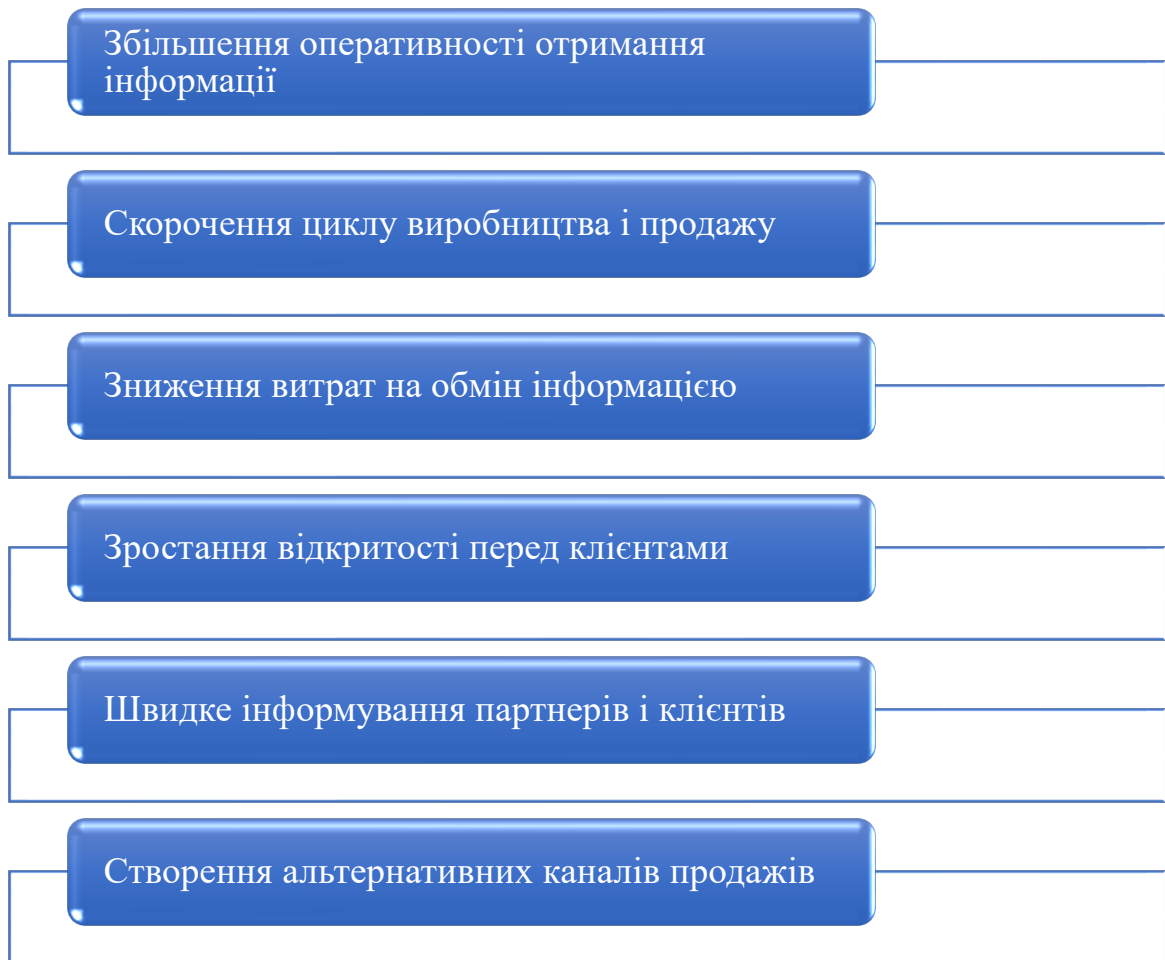 Збільшення оперативності отримання
інформації
Скорочення циклу виробництва і продажу
Зниження витрат на обмін інформацією
Зростання відкритості перед клієнтами
Швидке інформування партнерів і клієнтів
Створення альтернативних каналів продажів